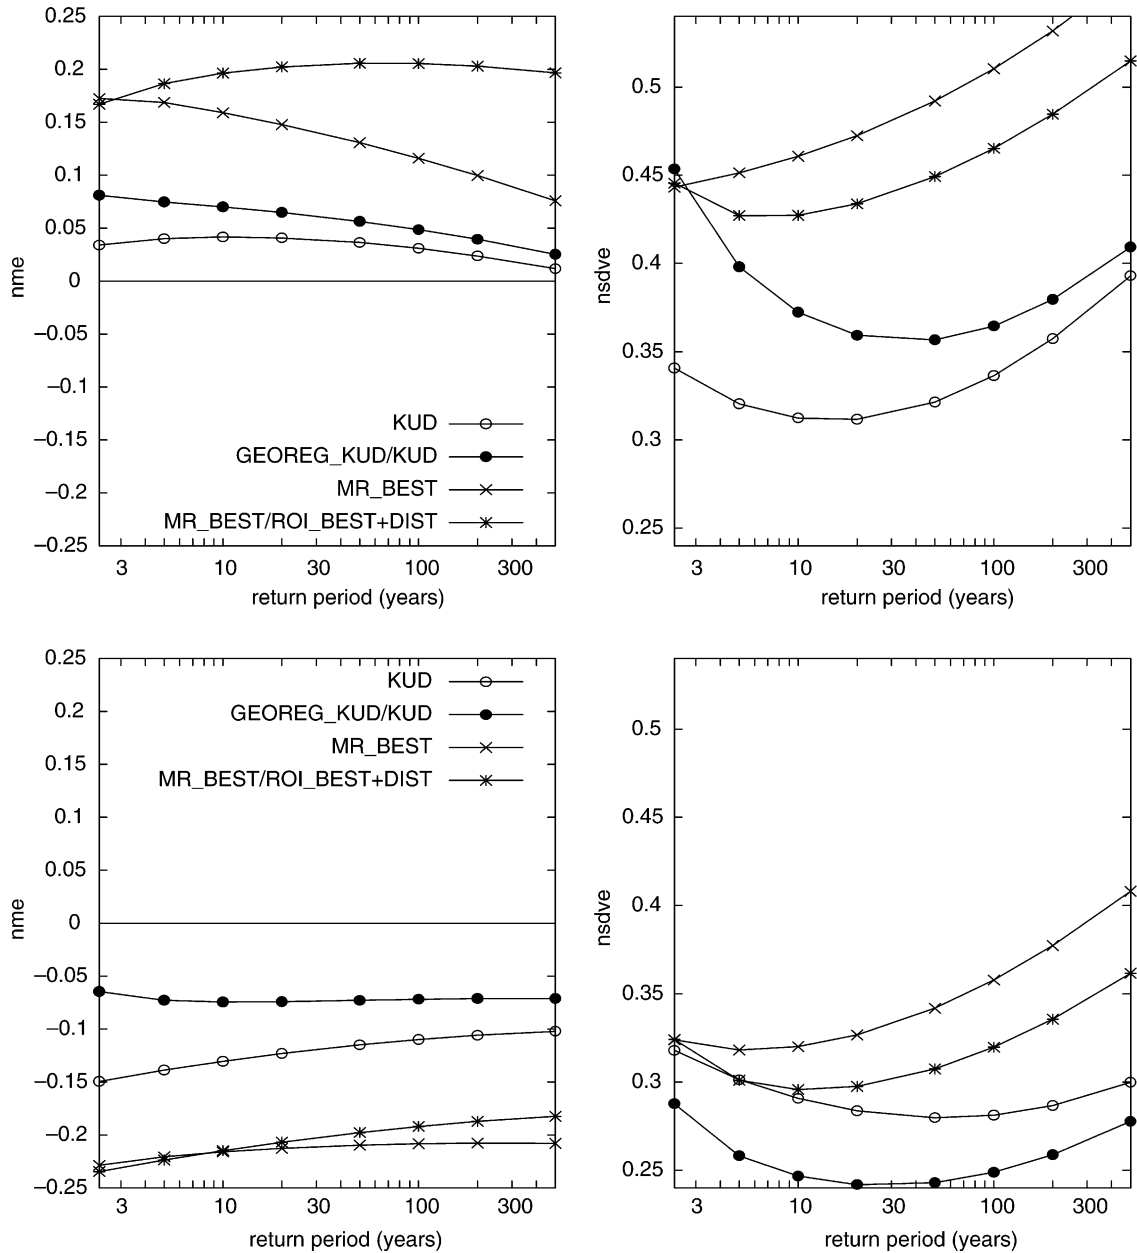 0.25
0.2
0.15
0.1
0.05
0
−0.05
−0.1
−0.15
−0.2
−0.25
nme
KUD
GEOREG_KUD/KUD
MR_BEST
MR_BEST/ROI_BEST+DIST
3 10 30 100 300
return period (years)
0.5
0.45
0.4
0.35
0.3
0.25
nsdve
3 10 30 100 300
return period (years)
0.25
0.2
0.15
0.1
0.05
0
−0.05
−0.1
−0.15
−0.2
−0.25
nme
KUD
GEOREG_KUD/KUD
MR_BEST
MR_BEST/ROI_BEST+DIST
3 10 30 100 300
return period (years)
0.5
0.45
0.4
0.35
0.3
0.25
nsdve
3 10 30 100 300
return period (years)